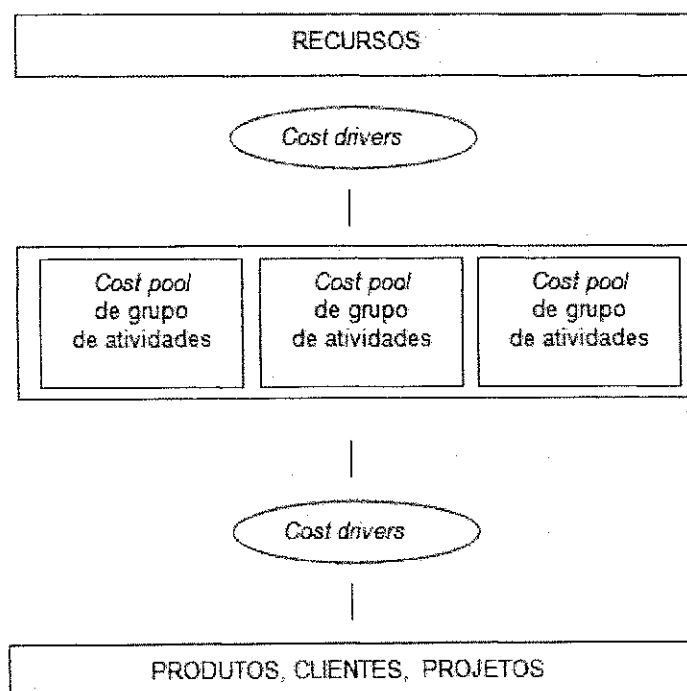 RECURSOS
Cost drivers
Cost pool
de grupo
de atividades
Cost pool
de grupo
de atividades
Cost pool
de grupo
de atividades
Cost drivers
PRODUTOS, CLIENTES, PROJETOS